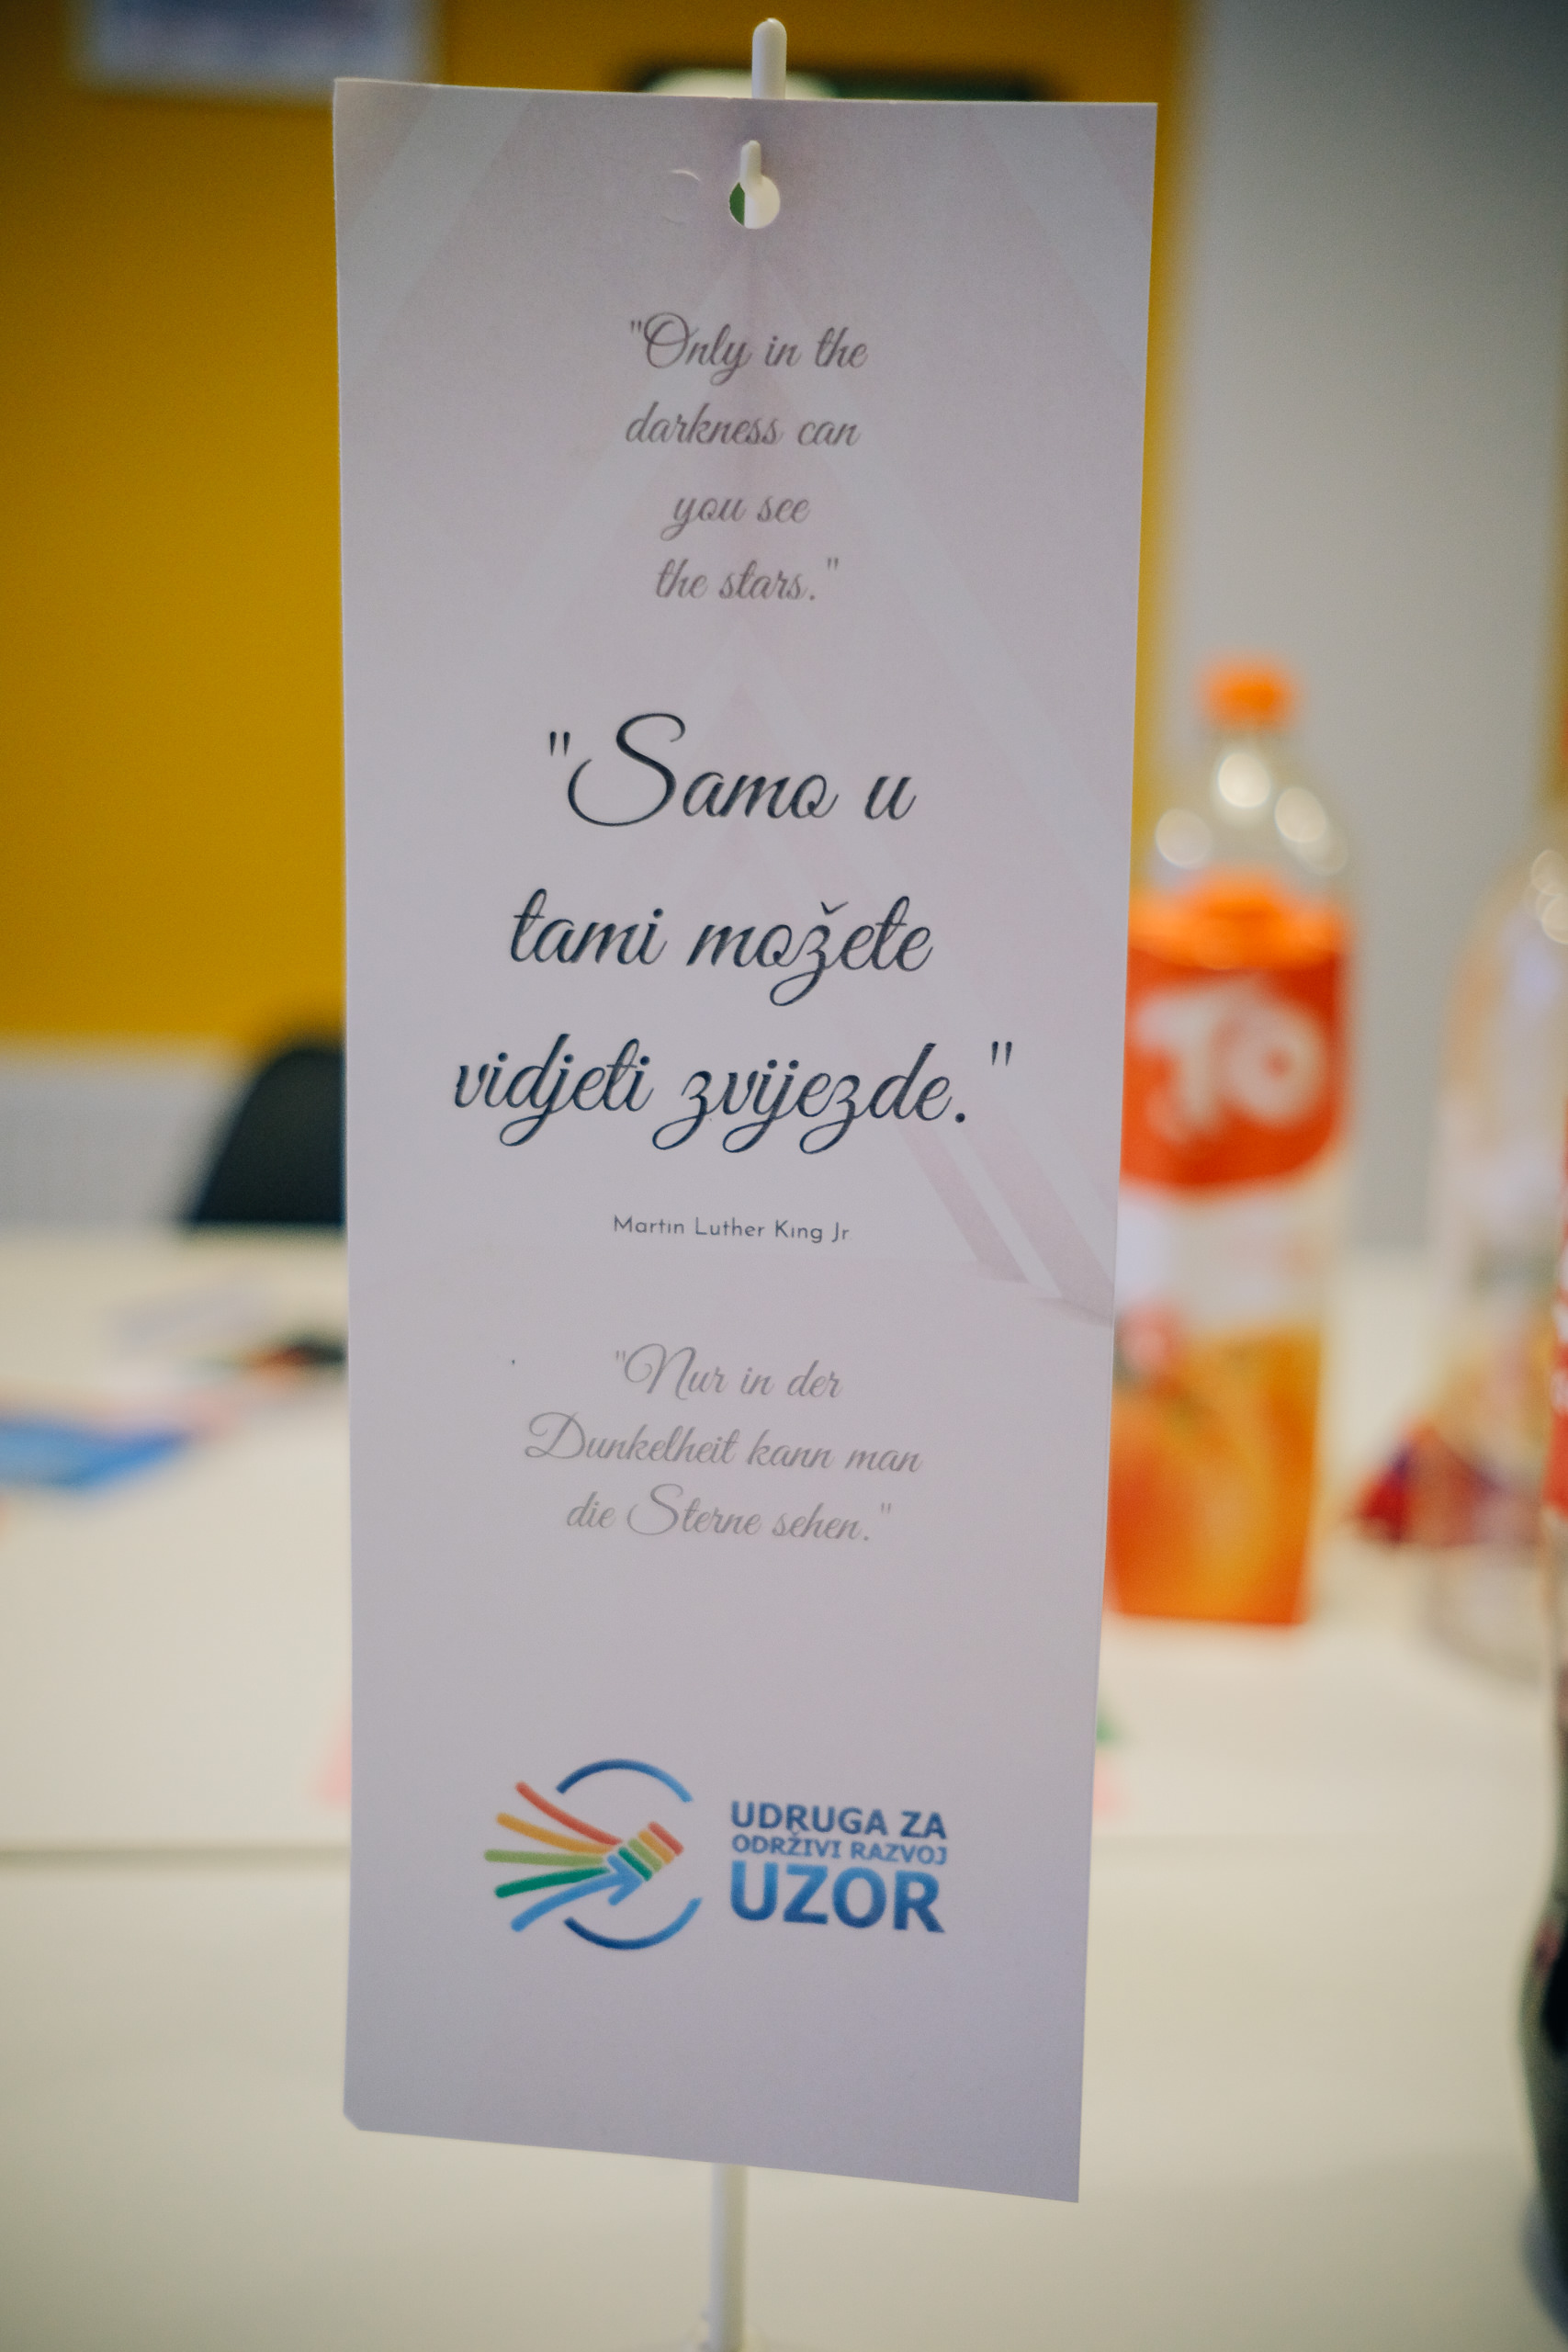 "Only in the
darkness can
you see
the stars."
"Samo u
tami možete
vidjeti zvijezde."
Martin Luther King Jr
"Nur in der
Dunkelheit kann man
die Sterne sehen."
UDRUGA ZA
ODRŽIVI RAZVOJ
UZOR